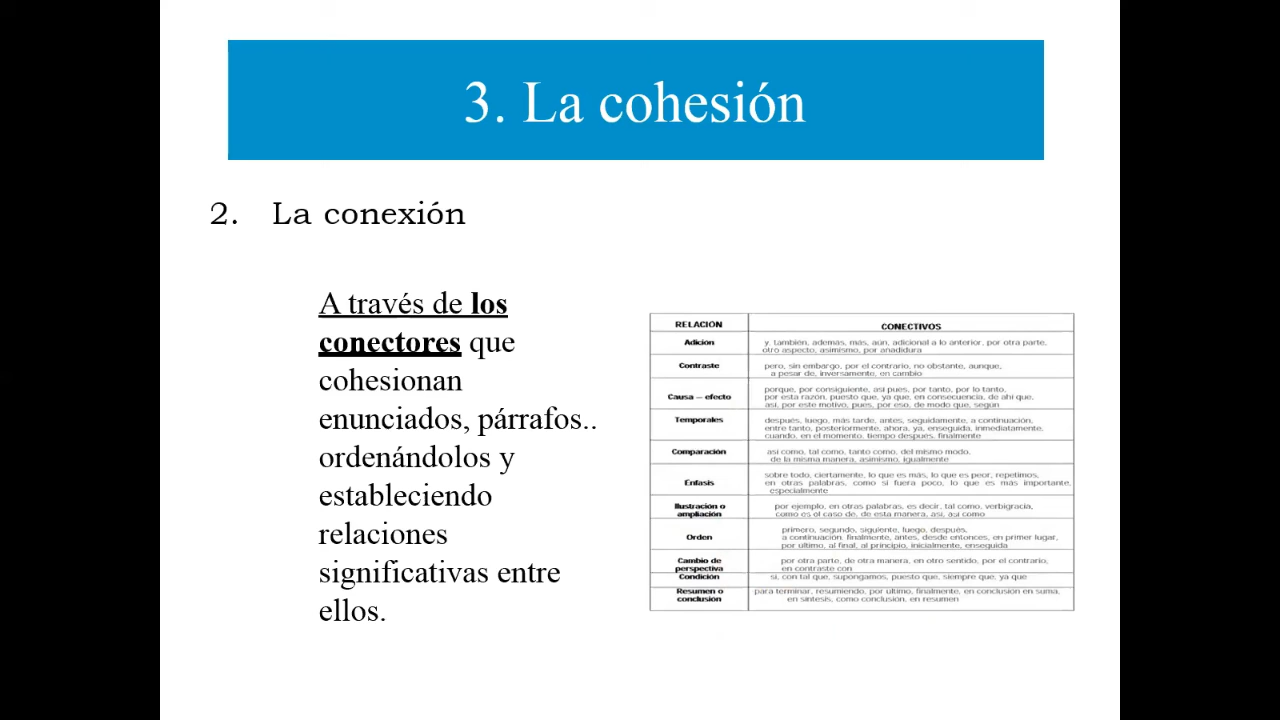 3. La cohesión
2. La conexión
A través de los
conectores que
cohesionan
enunciados, párrafos..
ordenándolos y
estableciendo
relaciones
significativas entre
ellos.
RELACION
CONECTIVOS
Adición
y, también, además, más, aún, adicional a lo anterior, por otra parte,
otro aspecto, asimismo, por añadidura
Contraste
pero, sin embargo, por el contrario, no obstante, aunque,
a pesar de, inversamente, en cambio
Causa – efecto
porque, por consiguiente, asi pues, por tanto, por lo tanto,
por esta razón, puesto que, ya que, en consecuencia, de ahi que,
asi, por este motivo, pues, por eso, de modo que, según
Temporales
después, luego, más tarde, antes, seguidamente, a continuación,
entre tanto, posteriormente, ahora, ya, enseguida, inmediatamente,
cuando, en el momento, tiempo después, finalmente
Comparación
así como, tal como, tanto como, del mismo modo,
de la misma manera, asimismo, igualmente
Énfasis
sobre todo, ciertamente, lo que es más, lo que es peor, repetimos,
en otras palabras, como si fuera poco, lo que es más importante,
especialmente
Ilustración o
ampliación
por ejemplo, en otras palabras, es decir, tal como, verbigracia,
como es el caso de, de esta manera, asi, asi como
Orden
primero, segundo, siguiente, luego, después,
a continuación, finalmente, antes, desde entonces, en primer lugar,
por último, al final, al principio, inicialmente, enseguida
Cambio de
perspectiva
por otra parte, de otra manera, en otro sentido, por el contrario,
en contraste con
Condición
si, con tal que, supongamos, puesto que, siempre que, ya que
Resumen o
conclusión
para terminar, resumiendo, por último, finalmente, en conclusión en suma,
en síntesis, como conclusión, en resumen